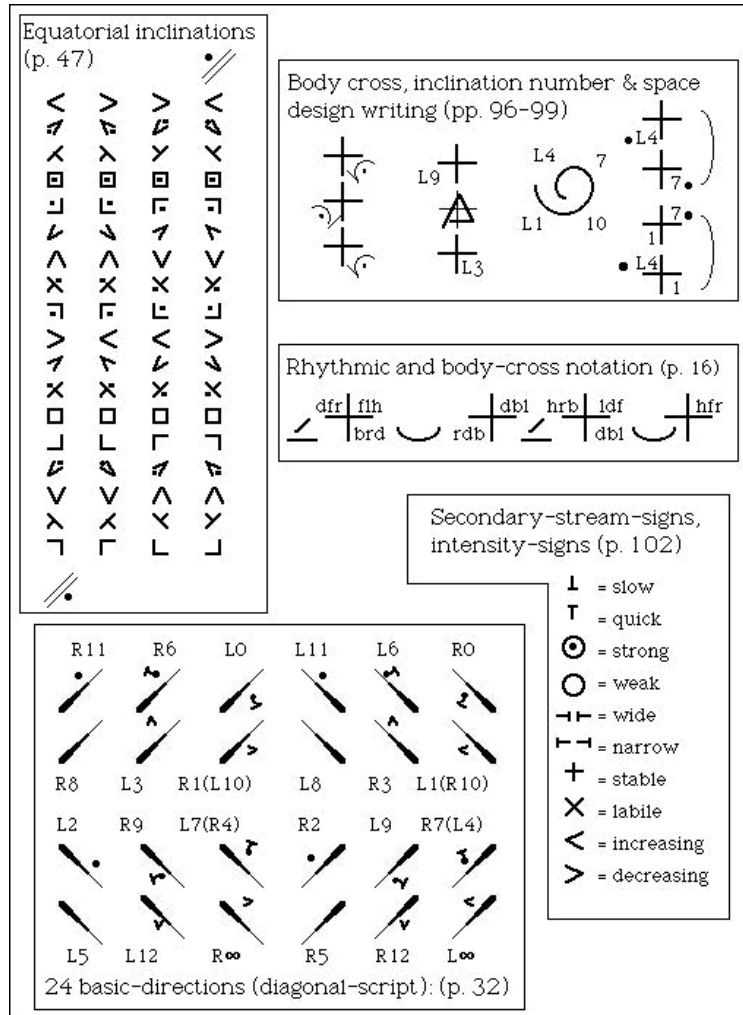 Equatorial inclinations
(p. 47)
Body cross, inclination number & space
design writing (pp. 96-99)
L9
L3
L4
7
L1
10
L4
7
7
1
L4
1
Rhythmic and body-cross notation (p. 16)
dfr flh dbl hrb ldf hfr
brd rdb dbl
Secondary-stream-signs,
intensity-signs (p. 102)
= slow
= quick
= strong
= weak
= wide
= narrow
= stable
= labile
= increasing
= decreasing
R11 R6 L0 L11 L6 R0
R8 L3 R1(L10) L8 R3 L1(R10)
L2 R9 L7(R4) R2 L9 R7(L4)
L5 L12 R∞ R5 R12 L∞
24 basic-directions (diagonal-script): (p. 32)